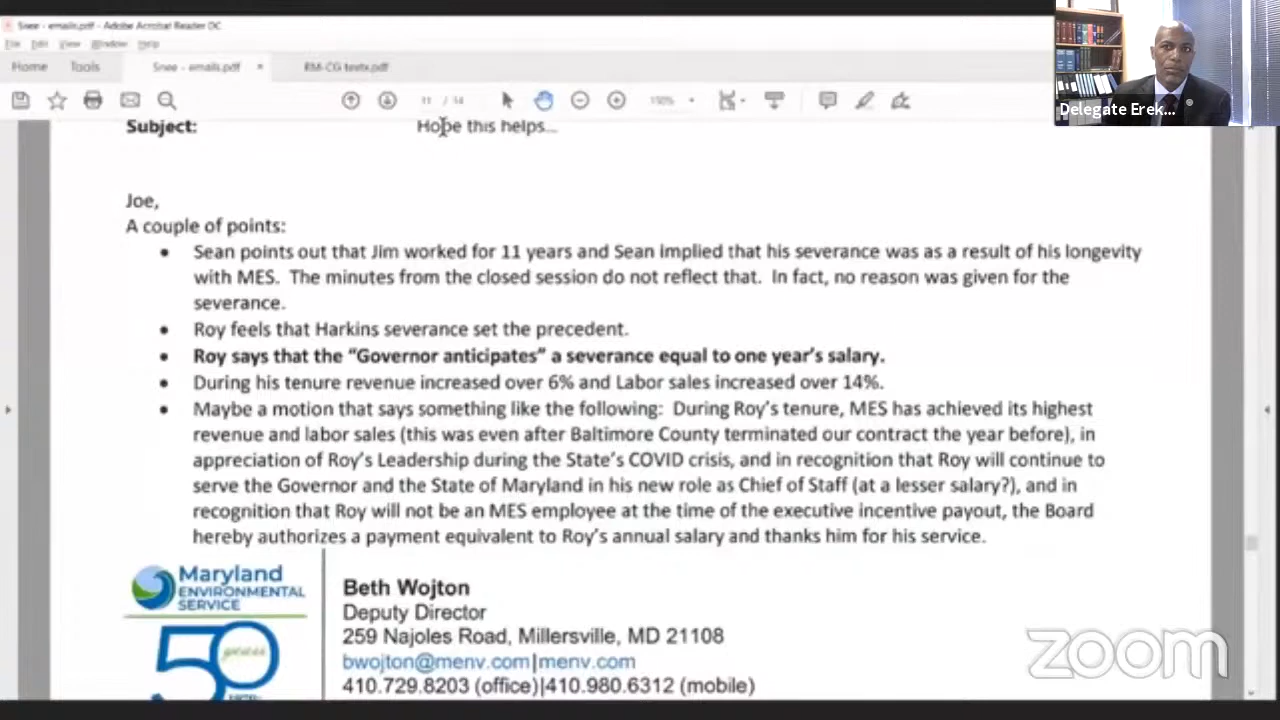 Snee - emails.pdf - Adobe Acrobat Reader DC
File Edit View Window Help
Home Tools Snee - emails.pdf × RM-CG texts.pdf
11 / 14 150%
Delegate Erek...
Subject: Hope this helps...
Joe,
A couple of points:
• Sean points out that Jim worked for 11 years and Sean implied that his severance was as a result of his longevity
with MES. The minutes from the closed session do not reflect that. In fact, no reason was given for the
severance.
• Roy feels that Harkins severance set the precedent.
• Roy says that the “Governor anticipates” a severance equal to one year’s salary.
• During his tenure revenue increased over 6% and Labor sales increased over 14%.
• Maybe a motion that says something like the following: During Roy’s tenure, MES has achieved its highest
revenue and labor sales (this was even after Baltimore County terminated our contract the year before), in
appreciation of Roy’s Leadership during the State’s COVID crisis, and in recognition that Roy will continue to
serve the Governor and the State of Maryland in his new role as Chief of Staff (at a lesser salary?), and in
recognition that Roy will not be an MES employee at the time of the executive incentive payout, the Board
hereby authorizes a payment equivalent to Roy’s annual salary and thanks him for his service.
Maryland
ENVIRONMENTAL
SERVICE
50
years
Beth Wojton
Deputy Director
259 Najoles Road, Millersville, MD 21108
bwojton@menv.com|menv.com
410.729.8203 (office)|410.980.6312 (mobile)
zoom